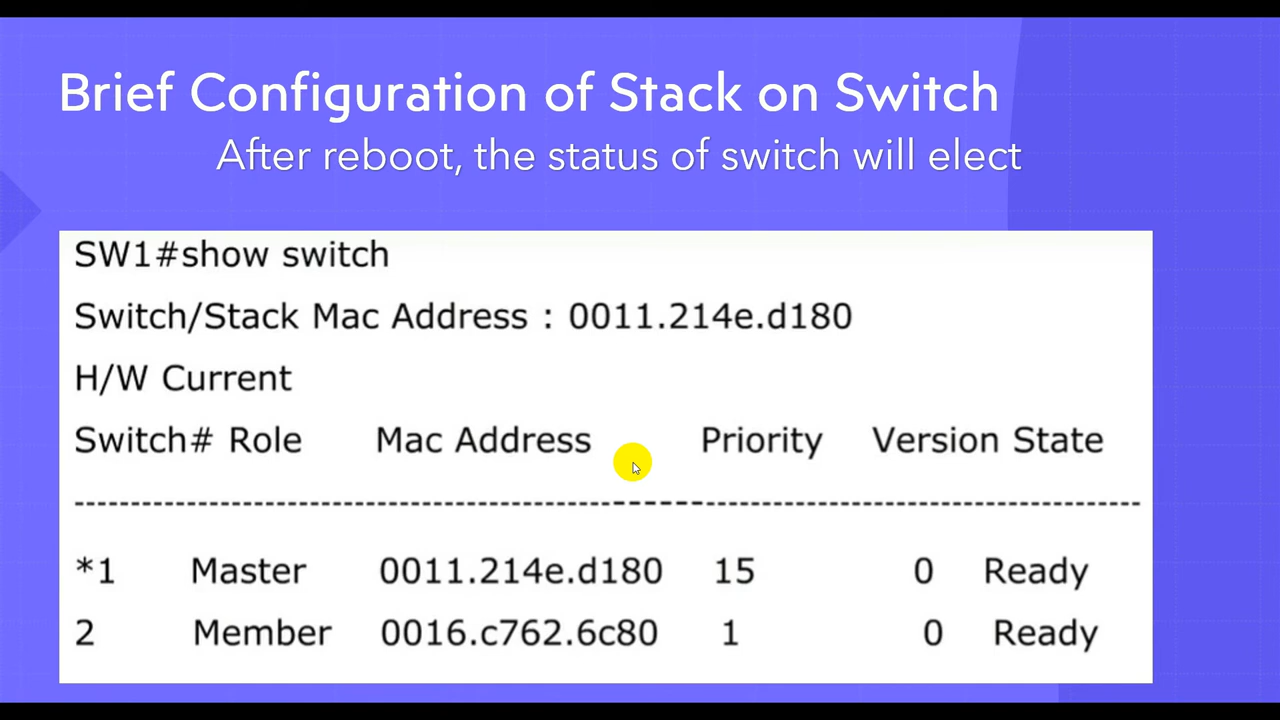 Brief Configuration of Stack on Switch
After reboot, the status of switch will elect
SW1#show switch
Switch/Stack Mac Address : 0011.214e.d180
H/W Current
Switch# Role Mac Address Priority Version State
--------------------------------------------------------------------------------------------
*1 Master 0011.214e.d180 15 0 Ready
2 Member 0016.c762.6c80 1 0 Ready